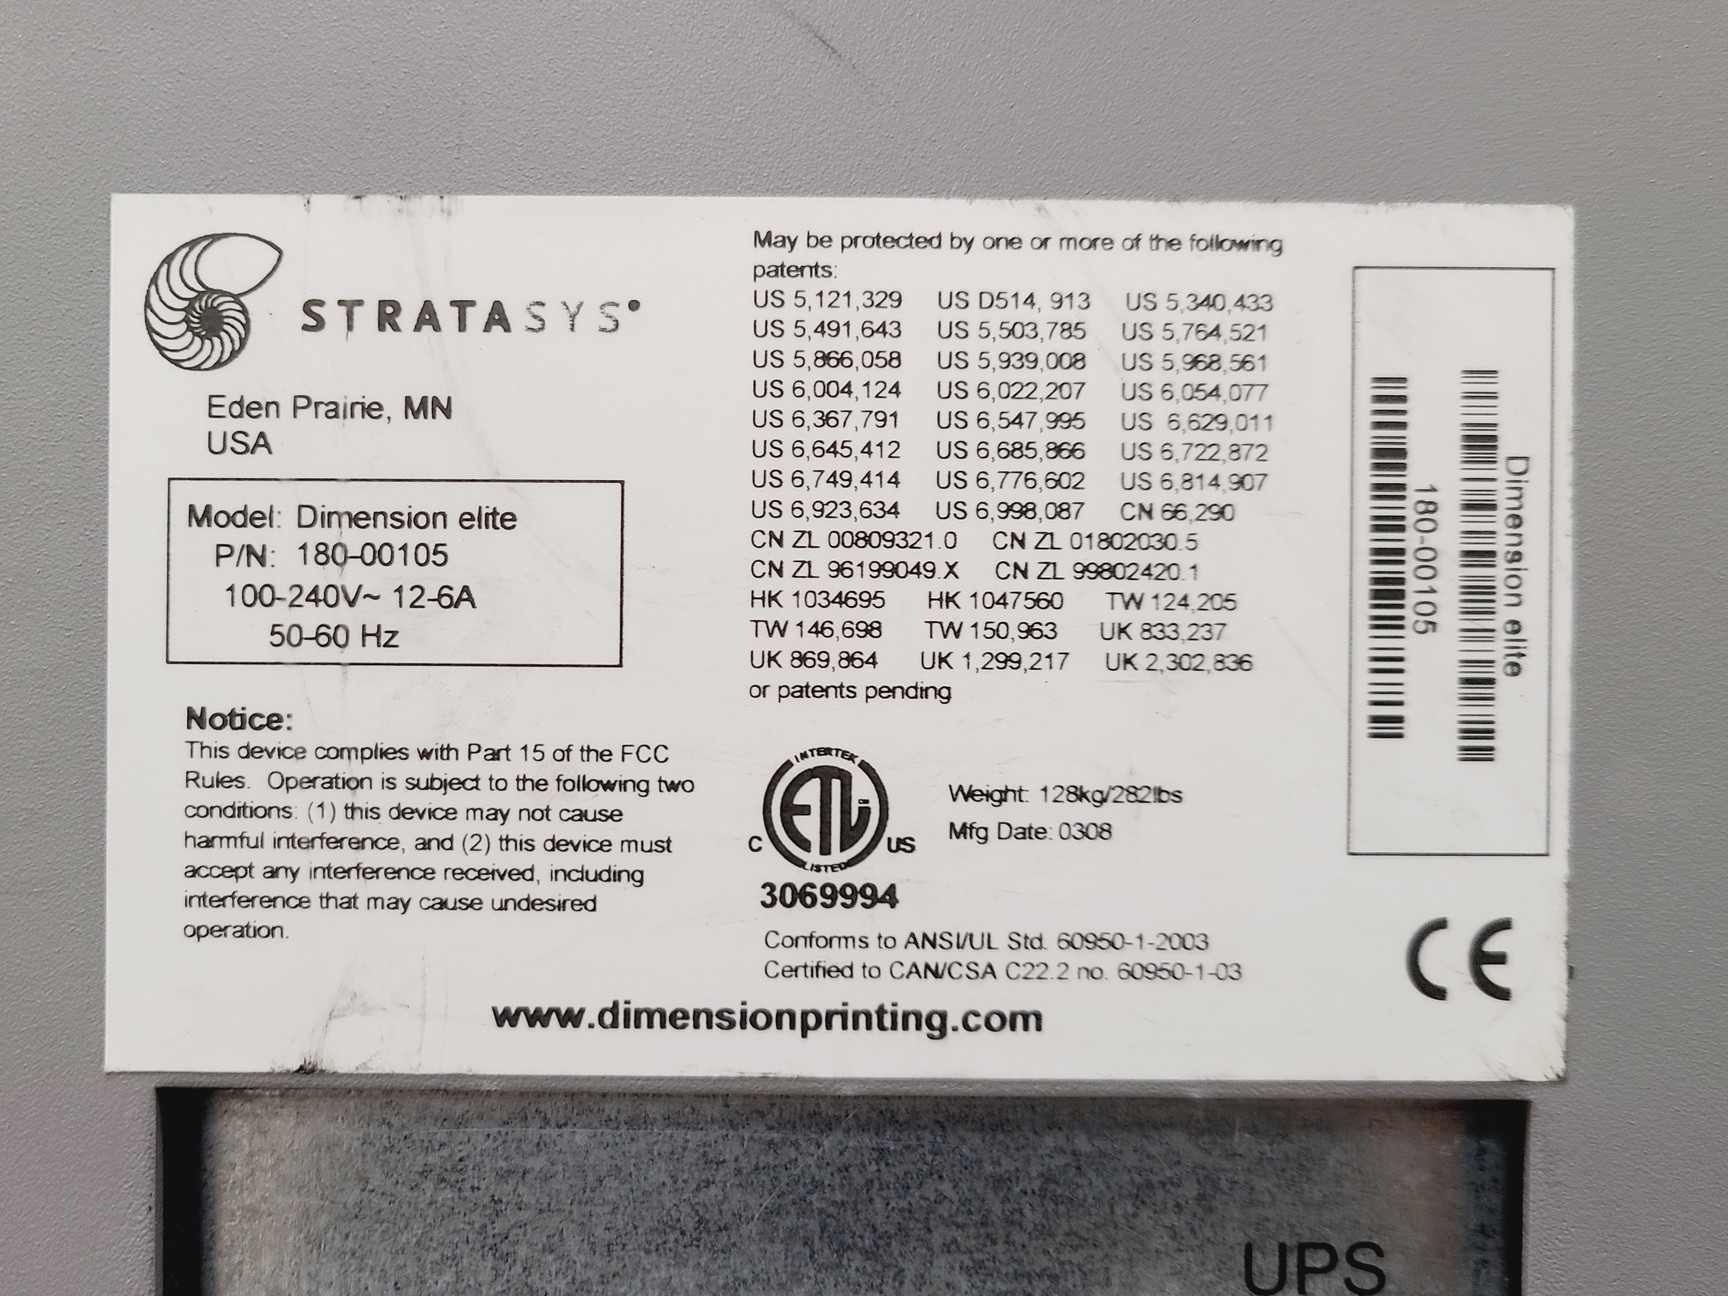 STRATASYS
Eden Prairie, MN
USA
Model: Dimension elite
P/N: 180-00105
100-240V~ 12-6A
50-60 Hz
Notice:
This device complies with Part 15 of the FCC
Rules. Operation is subject to the following two
conditions: (1) this device may not cause
harmful interference, and (2) this device must
accept any interference received, including
interference that may cause undesired
operation.
May be protected by one or more of the following
patents:
US 5,121,329 US D514, 913 US 5,340,433
US 5,491,643 US 5,503,785 US 5,764,521
US 5,866,058 US 5,939,008 US 5,968,561
US 6,004,124 US 6,022,207 US 6,054,077
US 6,367,791 US 6,547,995 US 6,629,011
US 6,645,412 US 6,685,866 US 6,722,872
US 6,749,414 US 6,776,602 US 6,814,907
US 6,923,634 US 6,998,087 CN 66,290
CN ZL 00809321.0 CN ZL 01802030.5
CN ZL 96199049.X CN ZL 99802420.1
HK 1034695 HK 1047560 TW 124,205
TW 146,698 TW 150,963 UK 833,237
UK 869,864 UK 1,299,217 UK 2,302,836
or patents pending
INTERTEK
ETL
LISTED
C US
3069994
Weight: 128kg/282lbs
Mfg Date: 0308
Conforms to ANSI/UL Std. 60950-1-2003
Certified to CAN/CSA C22.2 no. 60950-1-03
www.dimensionprinting.com
Dimension elite
180-00105
CE
UPS